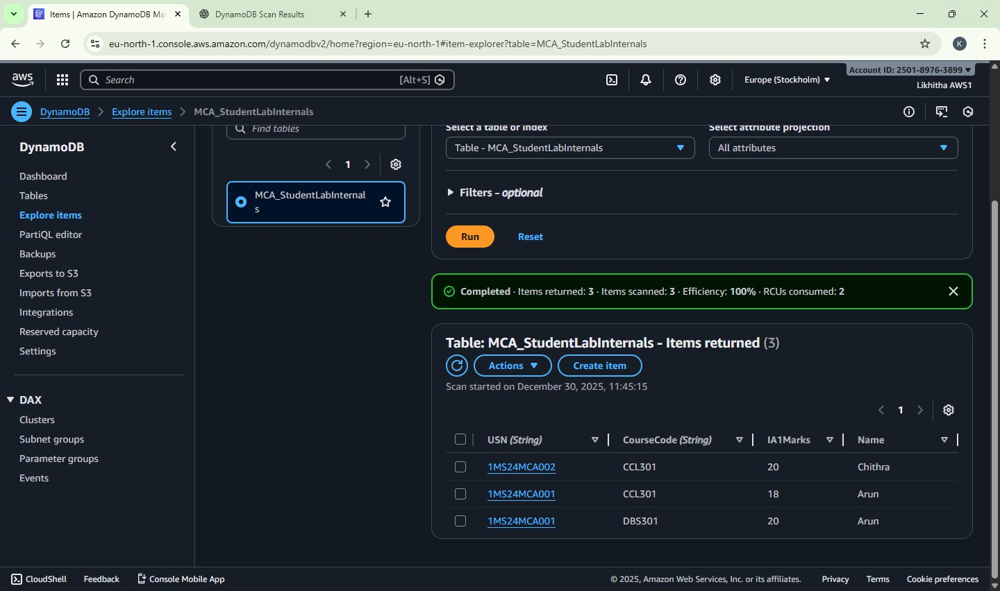 Items | Amazon DynamoDB Ma
DynamoDB Scan Results
eu-north-1.console.aws.amazon.com/dynamodbv2/home?region=eu-north-1#item-explorer?table=MCA_StudentLabInternals
K
aws
Search
[Alt+S]
Europe (Stockholm)
Account ID: 2501-8976-3899
Likhitha AWS1
DynamoDB
Explore items
MCA_StudentLabInternals
DynamoDB
Dashboard
Tables
Explore items
PartiQL editor
Backups
Exports to S3
Imports from S3
Integrations
Reserved capacity
Settings
DAX
Clusters
Subnet groups
Parameter groups
Events
Find tables
1
MCA_StudentLabInternal
s
Select a table or index
Select attribute projection
Table - MCA_StudentLabInternals
All attributes
Filters - optional
Run
Reset
Completed · Items returned: 3 · Items scanned: 3 · Efficiency: 100% · RCUs consumed: 2
Table: MCA_StudentLabInternals - Items returned (3)
Actions
Create item
Scan started on December 30, 2025, 11:45:15
1
USN (String) CourseCode (String) IA1Marks Name
1MS24MCA002 CCL301 20 Chithra
1MS24MCA001 CCL301 18 Arun
1MS24MCA001 DBS301 20 Arun
CloudShell
Feedback
Console Mobile App
© 2025, Amazon Web Services, Inc. or its affiliates.
Privacy
Terms
Cookie preferences